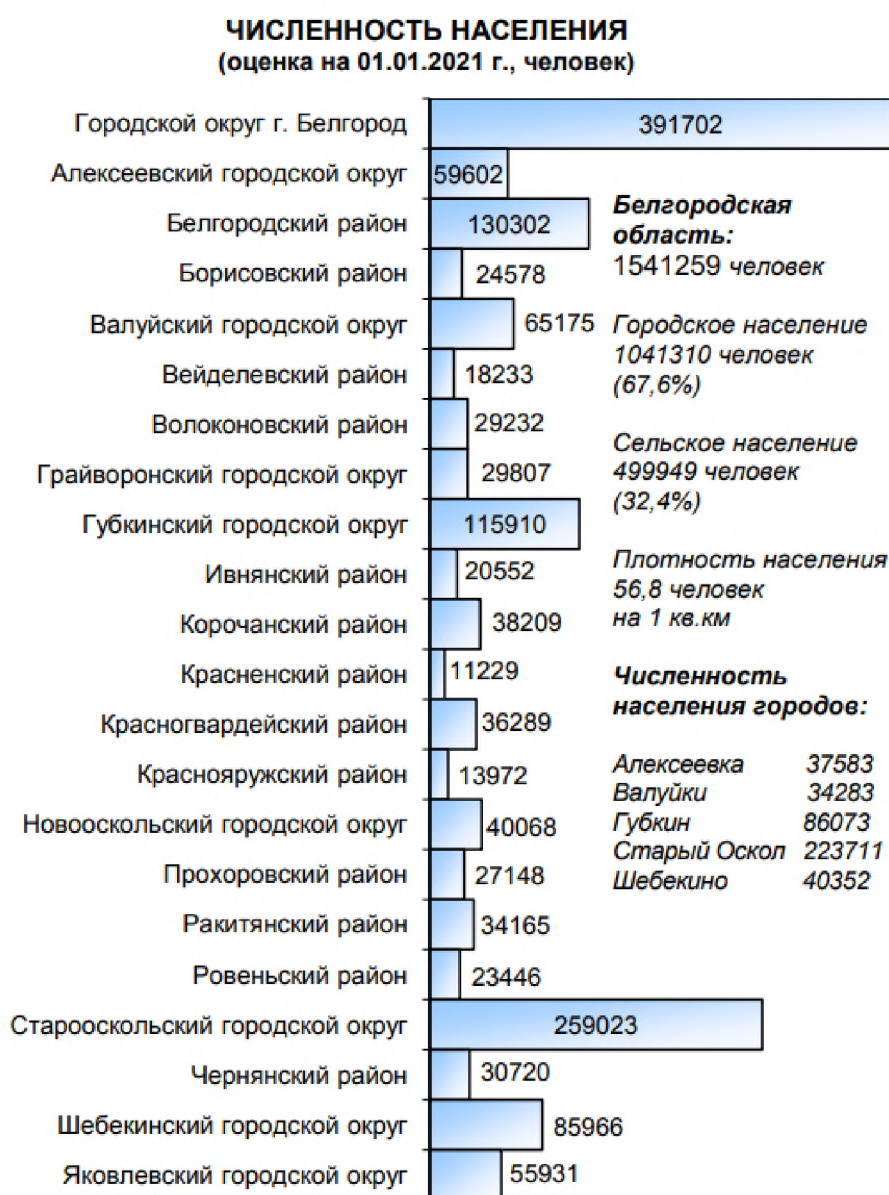 ЧИСЛЕННОСТЬ НАСЕЛЕНИЯ
(оценка на 01.01.2021 г., человек)
Городской округ г. Белгород 391702
Алексеевский городской округ 59602
Белгородский район 130302
Борисовский район 24578
Валуйский городской округ 65175
Вейделевский район 18233
Волоконовский район 29232
Грайворонский городской округ 29807
Губкинский городской округ 115910
Ивнянский район 20552
Корочанский район 38209
Красненский район 11229
Красногвардейский район 36289
Краснояружский район 13972
Новооскольский городской округ 40068
Прохоровский район 27148
Ракитянский район 34165
Ровеньский район 23446
Старооскольский городской округ 259023
Чернянский район 30720
Шебекинский городской округ 85966
Яковлевский городской округ 55931
Белгородская
область:
1541259 человек
Городское население
1041310 человек
(67,6%)
Сельское население
499949 человек
(32,4%)
Плотность населения
56,8 человек
на 1 кв.км
Численность
населения городов:
Алексеевка 37583
Валуйки 34283
Губкин 86073
Старый Оскол 223711
Шебекино 40352